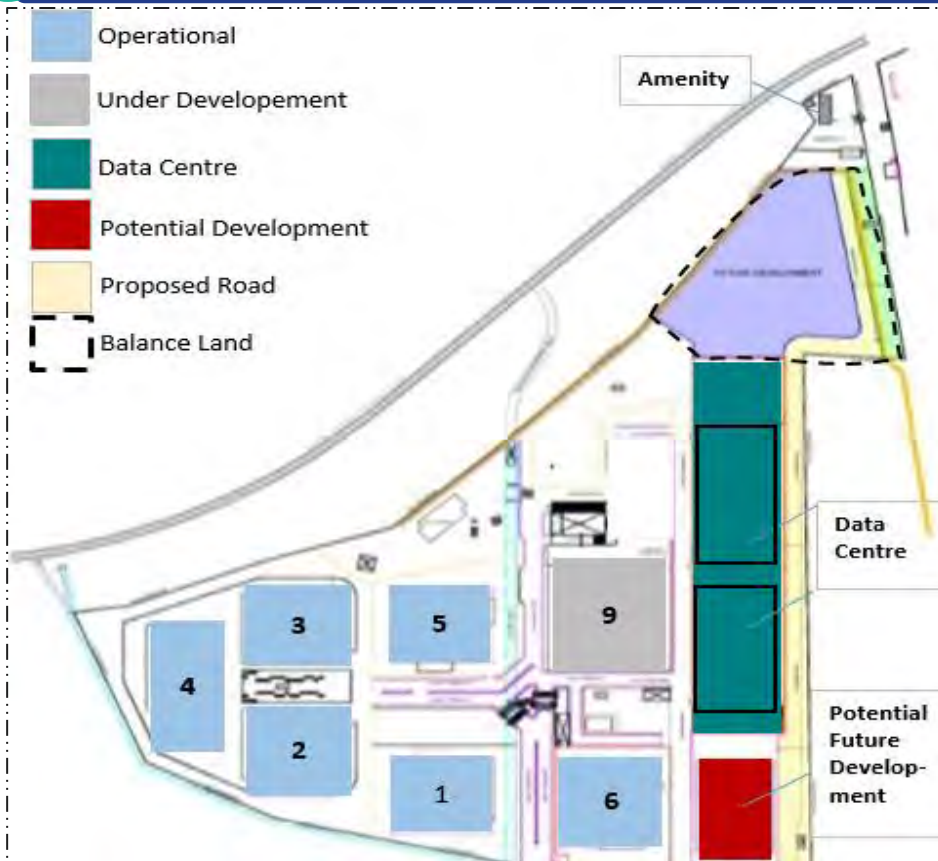 Operational
Under Developement
Data Centre
Potential Development
Proposed Road
Balance Land
Amenity
FUTURE DEVELOPMENT
Data
Centre
3
5
9
4
2
1
6
Potential
Future
Develop-
ment